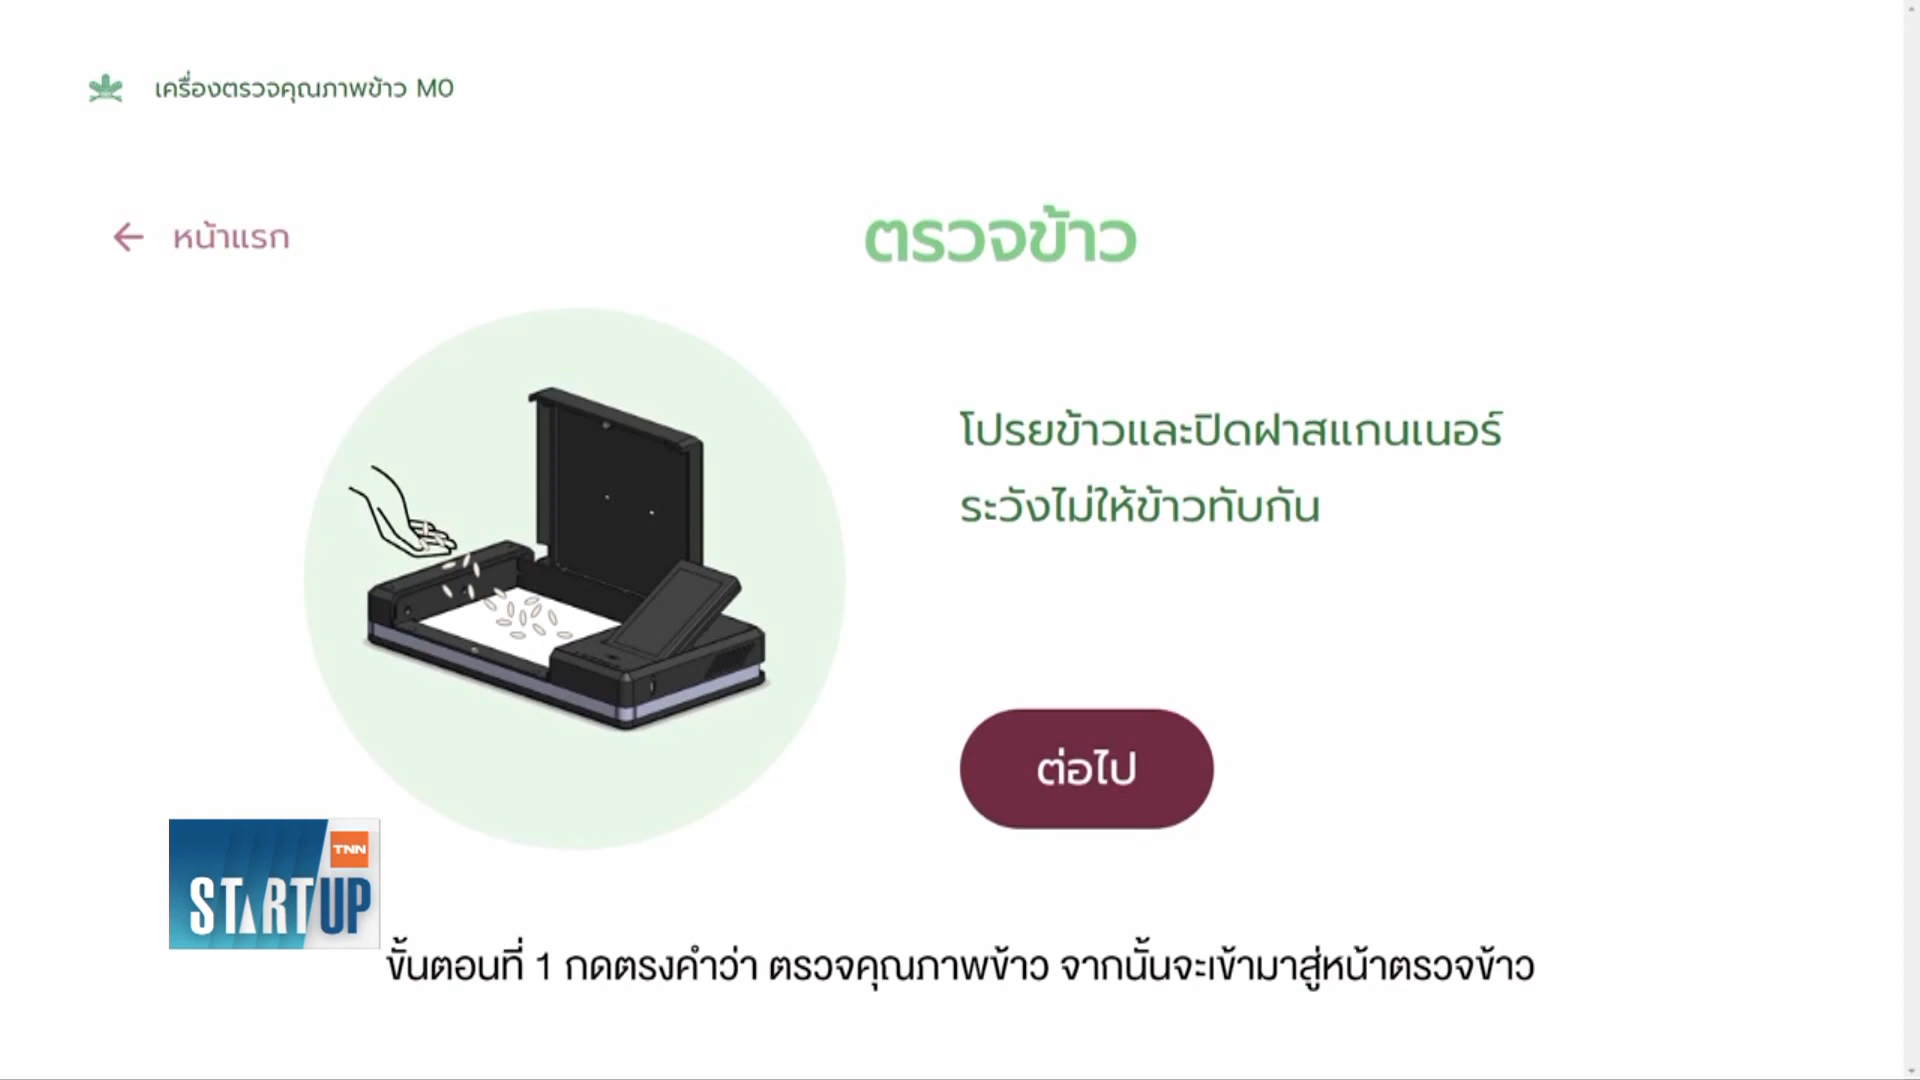 เครื่องตรวจคุณภาพข้าว M0
หน้าแรก
ตรวจข้าว
โปรยข้าวและปิดฝาสแกนเนอร์
ระวังไม่ให้ข้าวทับกัน
ต่อไป
TNN
STARTUP
ขั้นตอนที่ 1 กดตรงคำว่า ตรวจคุณภาพข้าว จากนั้นจะเข้ามาสู่หน้าตรวจข้าว